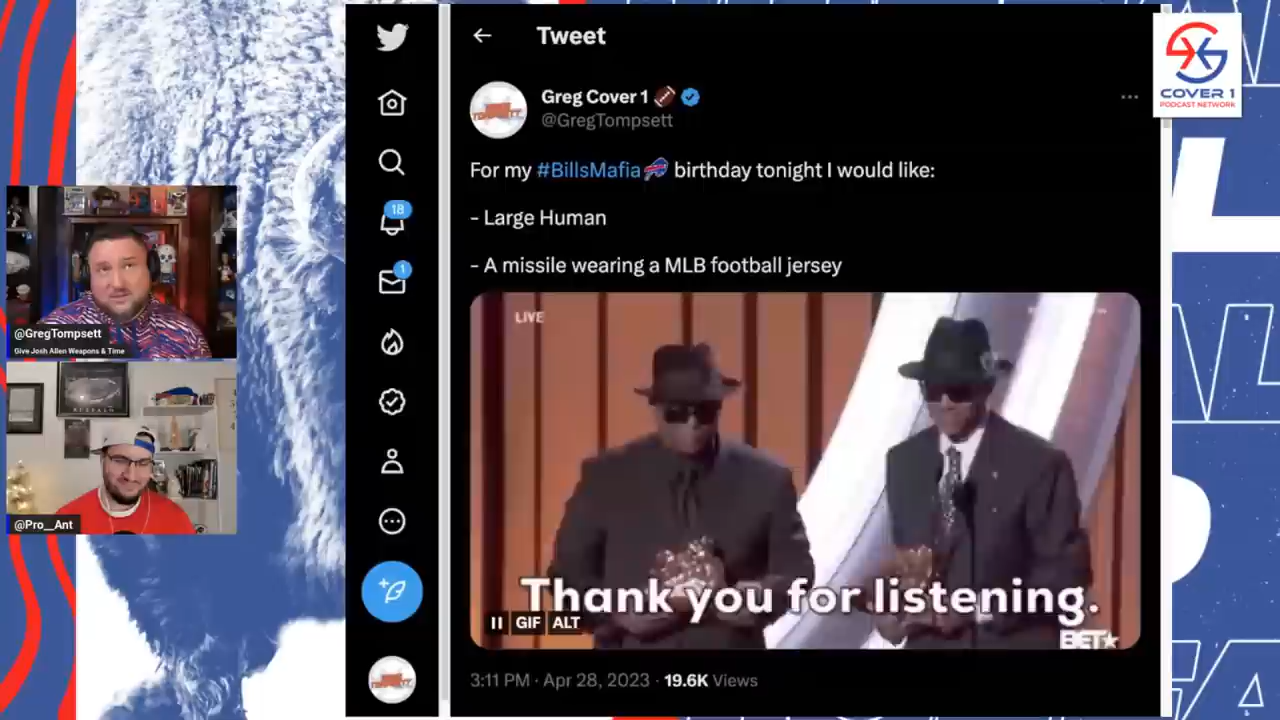 Tweet
Greg Cover 1 🏈
@GregTompsett
For my #BillsMafia birthday tonight I would like:
- Large Human
- A missile wearing a MLB football jersey
LIVE
Thank you for listening.
GIF ALT
BET
3:11 PM · Apr 28, 2023 · 19.6K Views
18
1
@GregTompsett
Give Josh Allen Weapons & Time
@Pro__Ant
COVER 1
PODCAST NETWORK